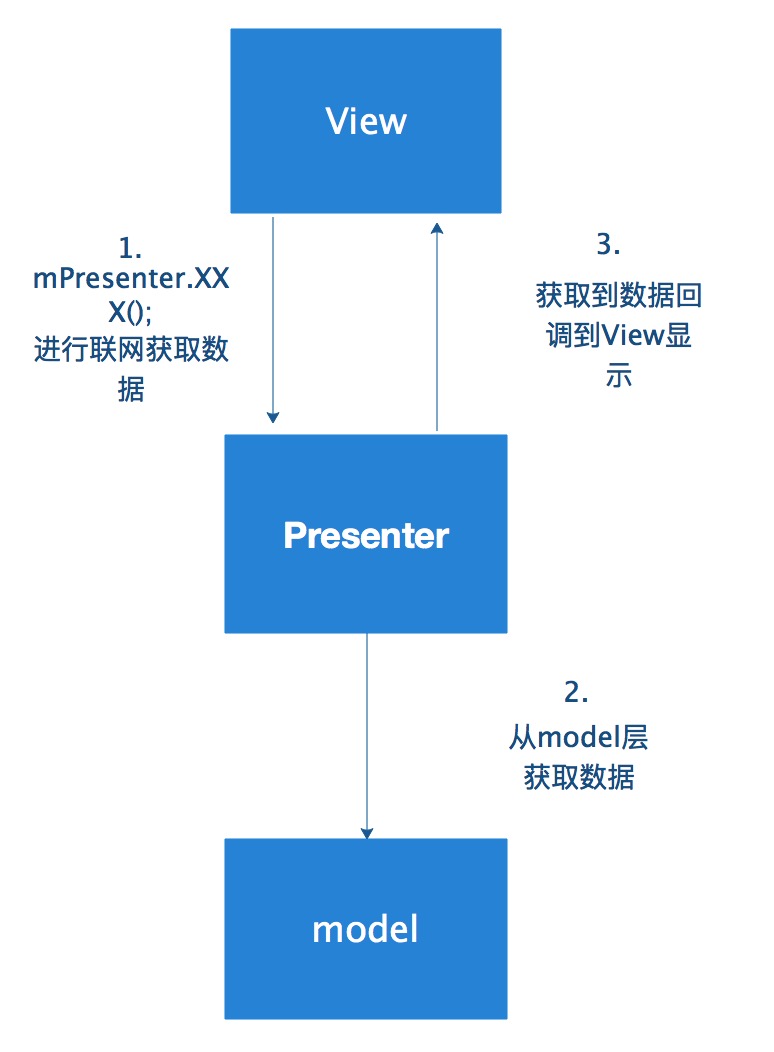 View
1.
mPresenter.XX
X();
进行联网获取数
据
3.
获取到数据回
调到View显
示
Presenter
2.
从model层
获取数据
model